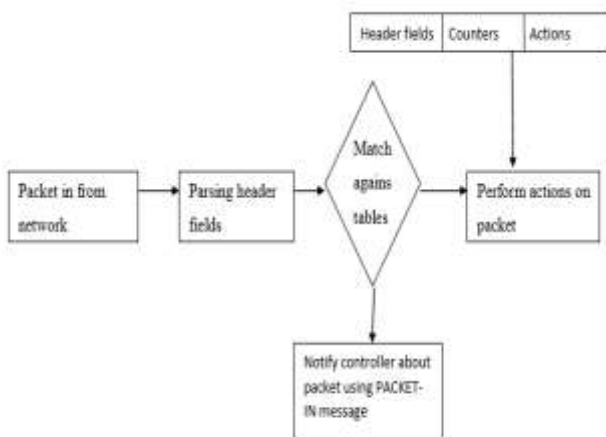 Header fields Counters Actions
Match
agains
tables
Packet in from
network
Parsing header
fields
Perform actions on
packet
Notify controller about
packet using PACKET-
IN message